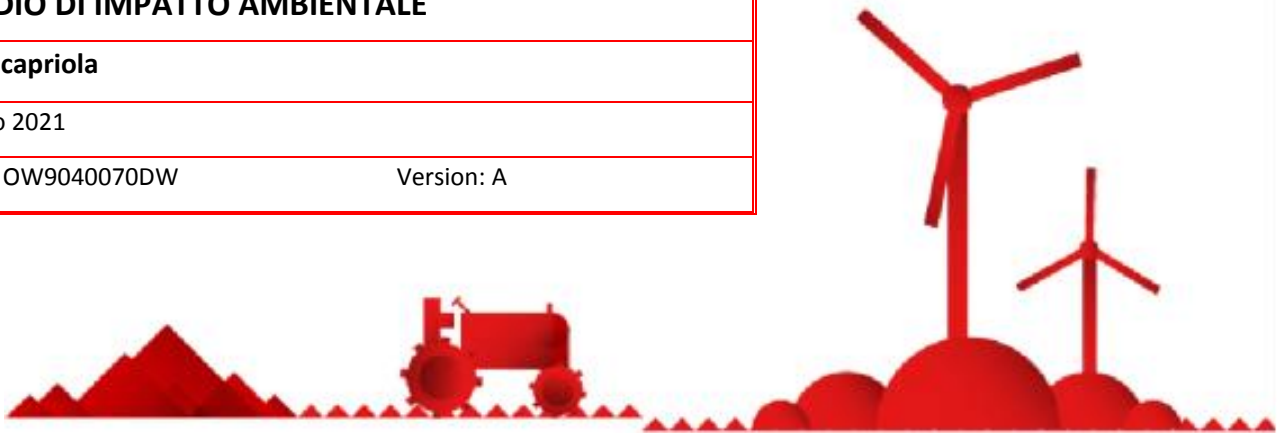 DIO DI IMPATTO AMBIENTALE
capriola
o 2021
OW9040070DW Version: A